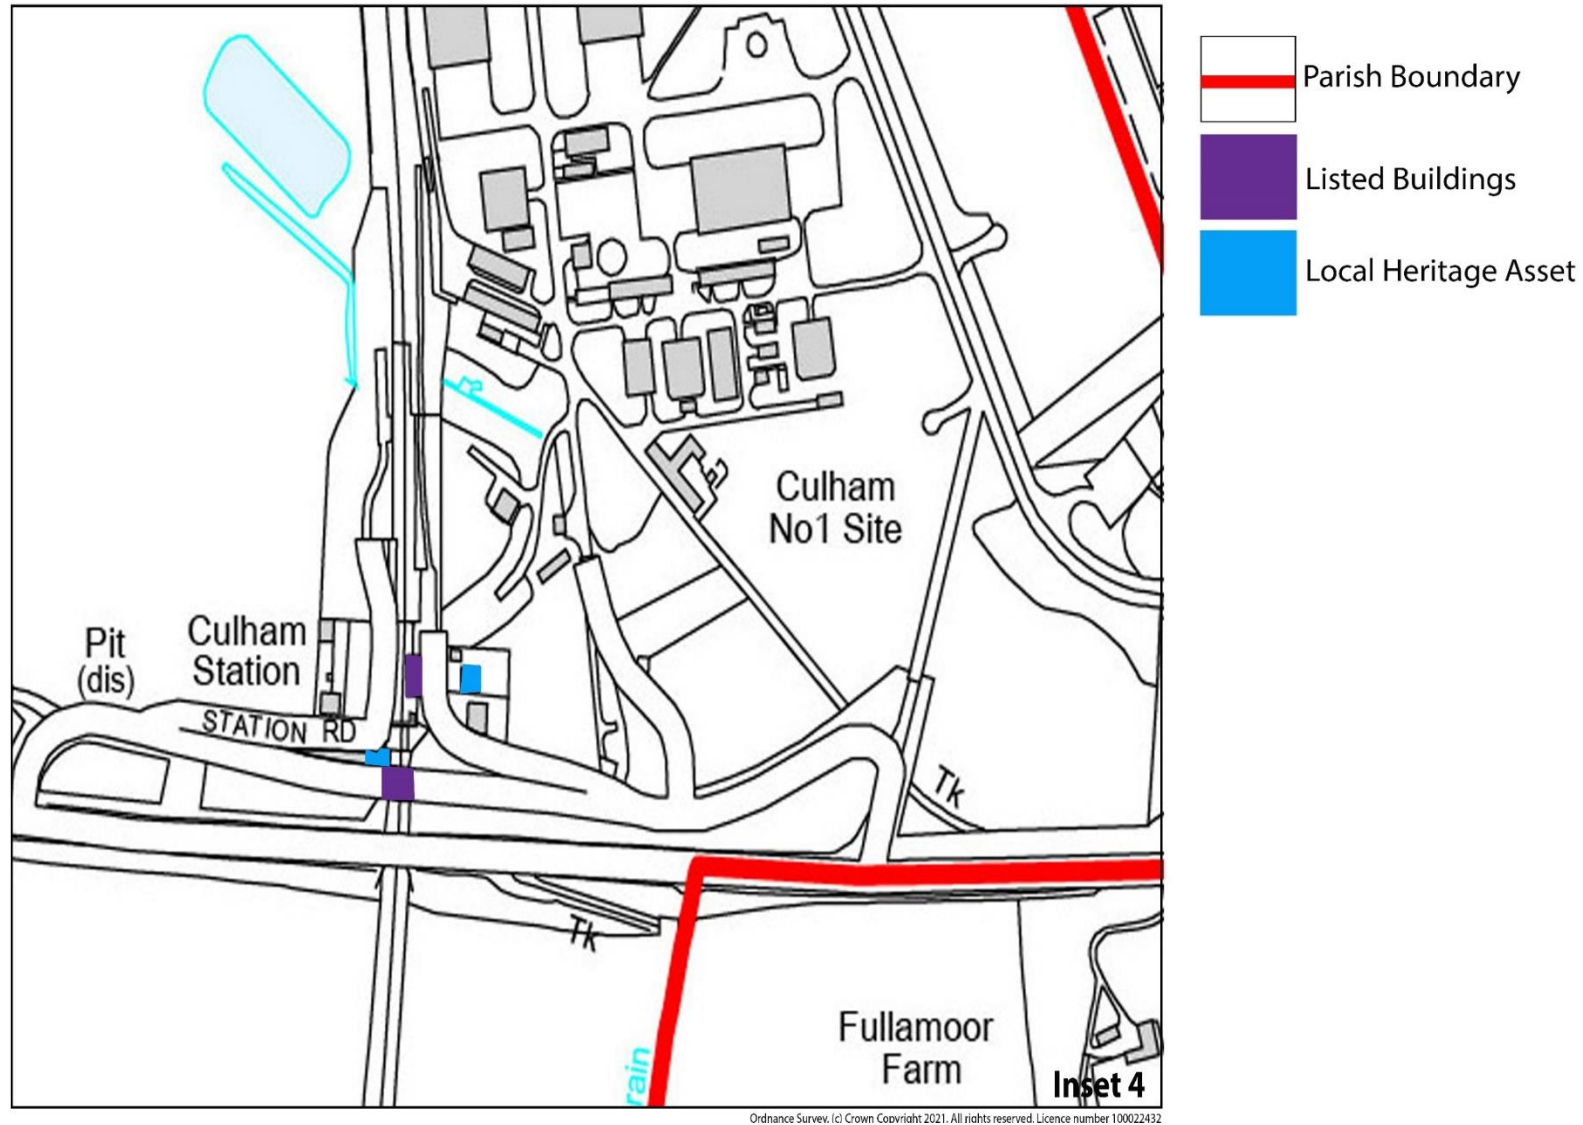 Parish Boundary
Listed Buildings
Local Heritage Asset
Culham
No1 Site
Culham
Station
Pit
(dis)
STATION RD
Tk
Tk
Fullamoor
Farm
rain
Inset 4
Ordnance Survey, (c) Crown Copyright 2021. All rights reserved. Licence number 100022432